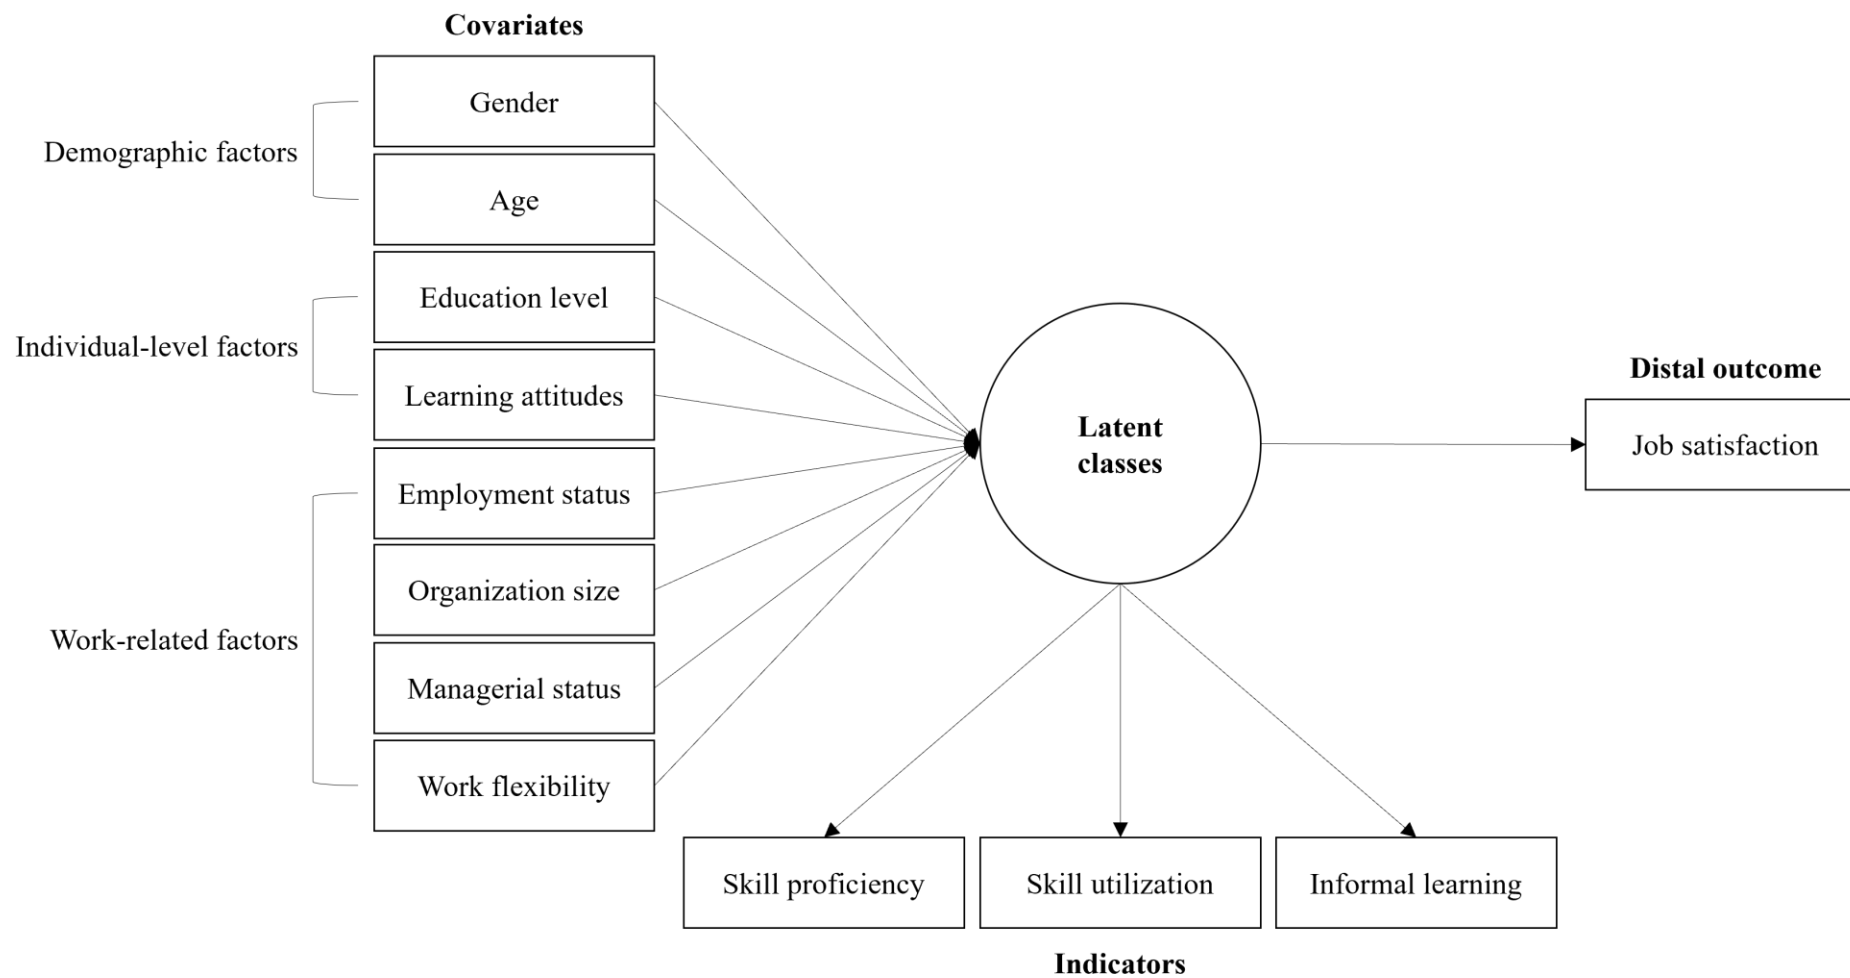 Covariates
Demographic factors
Gender
Age
Individual-level factors
Education level
Learning attitudes
Work-related factors
Employment status
Organization size
Managerial status
Work flexibility
Latent
classes
Distal outcome
Job satisfaction
Skill proficiency
Skill utilization
Informal learning
Indicators